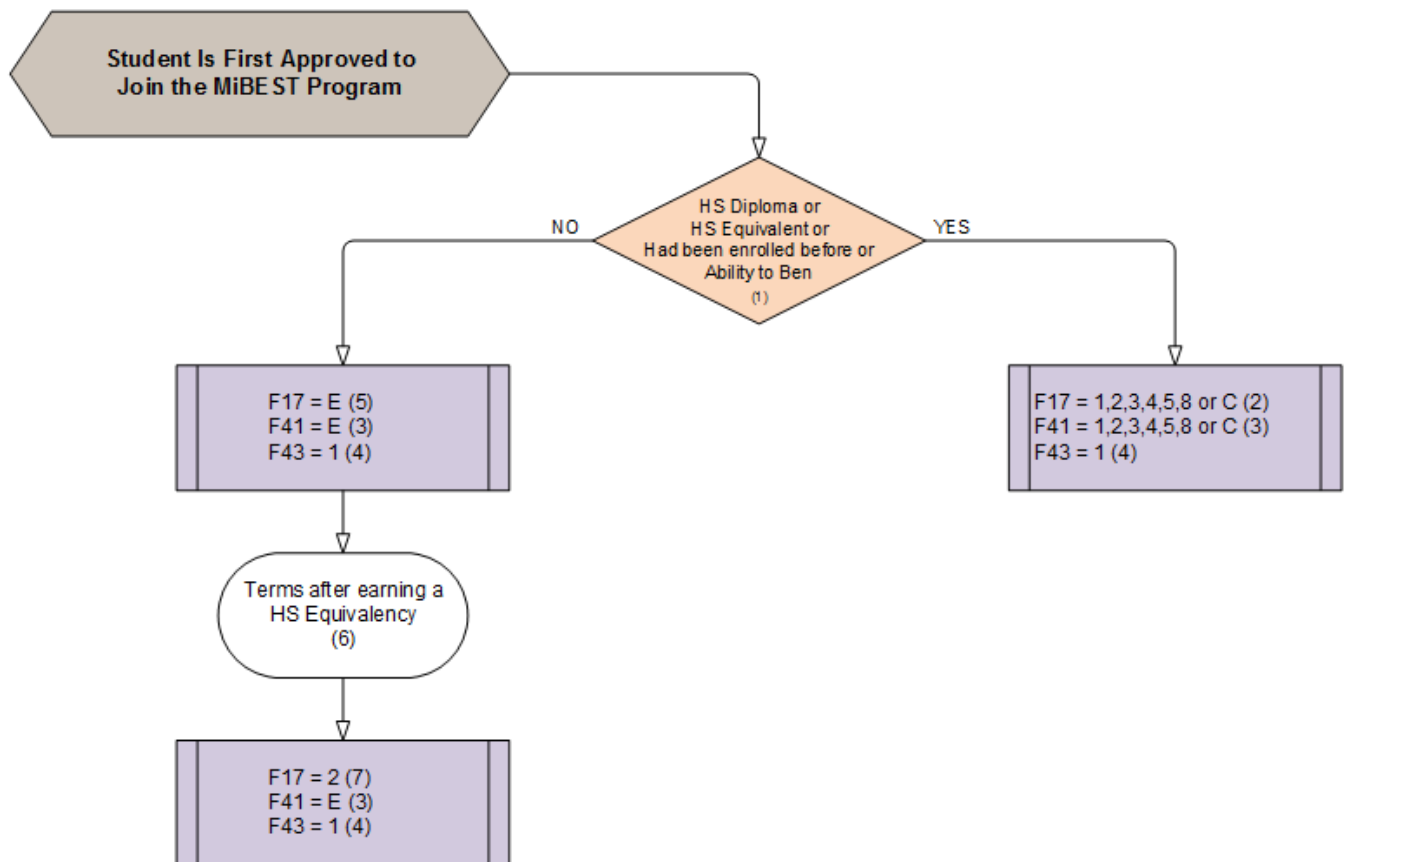 Student Is First Approved to
Join the MiBEST Program
HS Diploma or
HS Equivalent or
Had been enrolled before or
Ability to Ben
(1)
NO
YES
F17 = E (5)
F41 = E (3)
F43 = 1 (4)
F17 = 1,2,3,4,5,8 or C (2)
F41 = 1,2,3,4,5,8 or C (3)
F43 = 1 (4)
Terms after earning a
HS Equivalency
(6)
F17 = 2 (7)
F41 = E (3)
F43 = 1 (4)